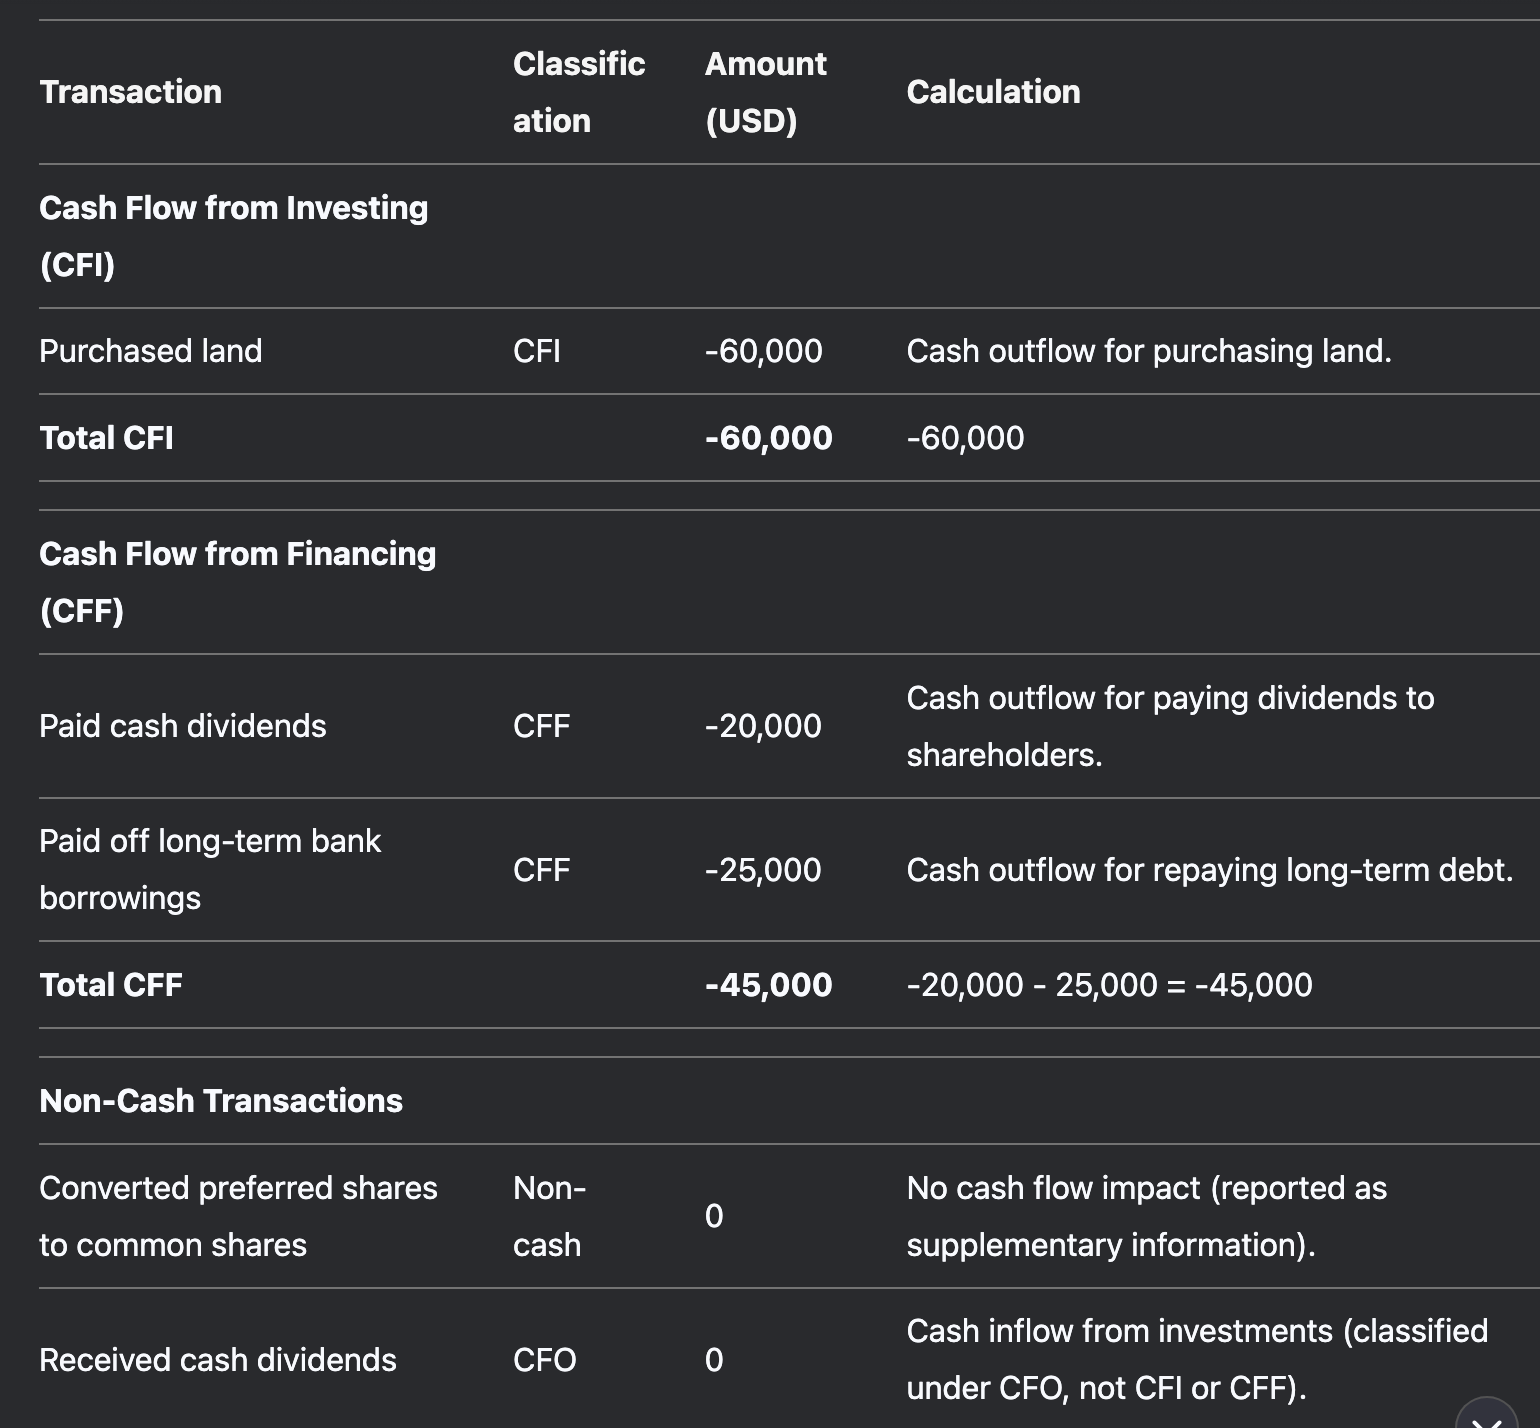 Transaction Classific Amount Calculation
ation (USD)
Cash Flow from Investing
(CFI)
Purchased land CFI -60,000 Cash outflow for purchasing land.
Total CFI -60,000 -60,000
Cash Flow from Financing
(CFF)
Paid cash dividends CFF -20,000 Cash outflow for paying dividends to
shareholders.
Paid off long-term bank
borrowings CFF -25,000 Cash outflow for repaying long-term debt.
Total CFF -45,000 -20,000 - 25,000 = -45,000
Non-Cash Transactions
Converted preferred shares Non- 0 No cash flow impact (reported as
to common shares cash supplementary information).
Received cash dividends CFO 0 Cash inflow from investments (classified
under CFO, not CFI or CFF).